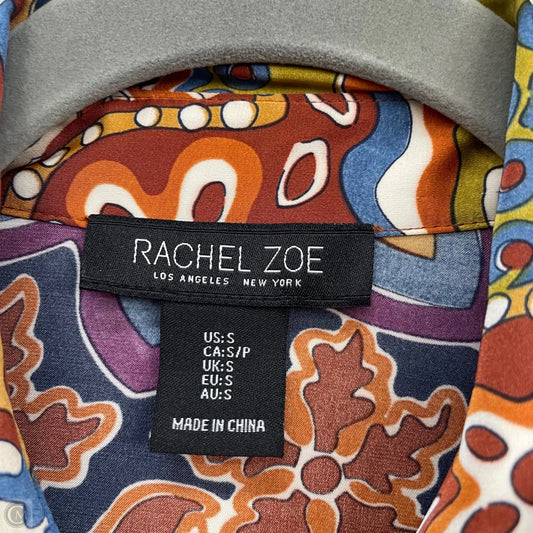 RACHEL ZOE
LOS ANGELES NEW YORK
US:S
CA:S/P
UK:S
EU:S
AU:S
MADE IN CHINA